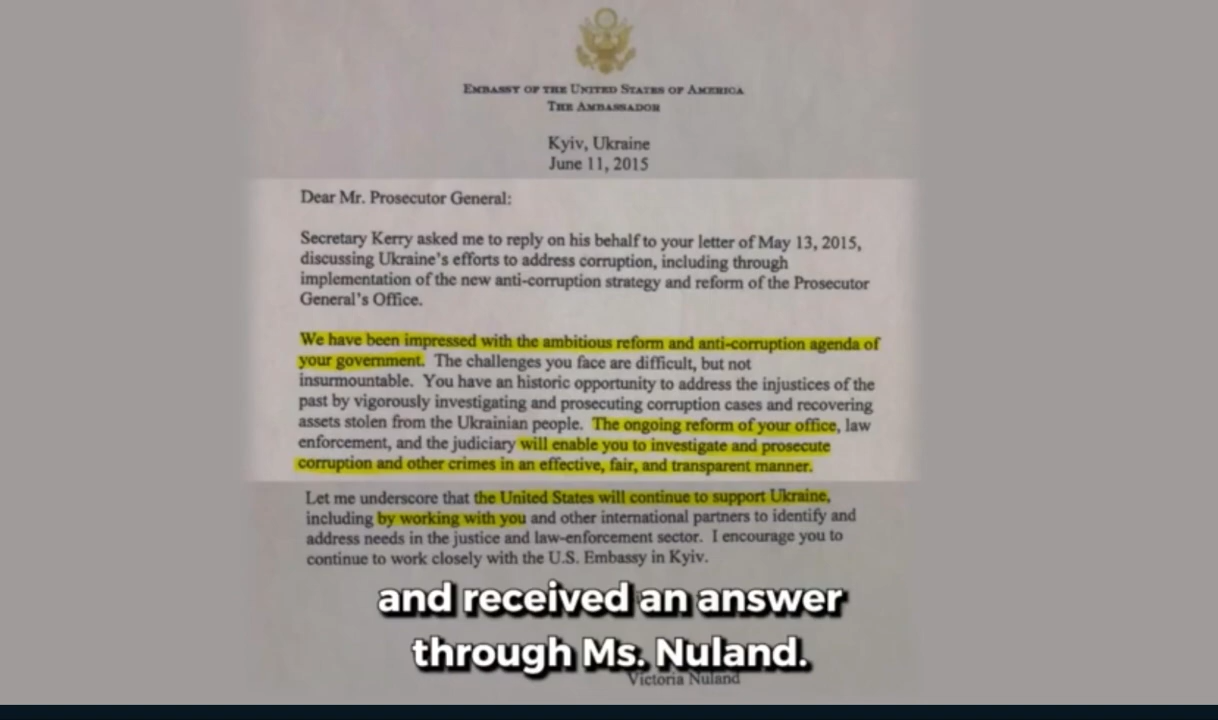 EMBASSY OF THE UNITED STATES OF AMERICA
THE AMBASSADOR
Kyiv, Ukraine
June 11, 2015
Dear Mr. Prosecutor General:
Secretary Kerry asked me to reply on his behalf to your letter of May 13, 2015,
discussing Ukraine's efforts to address corruption, including through
implementation of the new anti-corruption strategy and reform of the Prosecutor
General's Office.
We have been impressed with the ambitious reform and anti-corruption agenda of
your government. The challenges you face are difficult, but not
insurmountable. You have an historic opportunity to address the injustices of the
past by vigorously investigating and prosecuting corruption cases and recovering
assets stolen from the Ukrainian people. The ongoing reform of your office, law
enforcement, and the judiciary will enable you to investigate and prosecute
corruption and other crimes in an effective, fair, and transparent manner.
Let me underscore that the United States will continue to support Ukraine,
including by working with you and other international partners to identify and
address needs in the justice and law-enforcement sector. I encourage you to
continue to work closely with the U.S. Embassy in Kyiv.
and received an answer
through Ms. Nuland.
Victoria Nuland